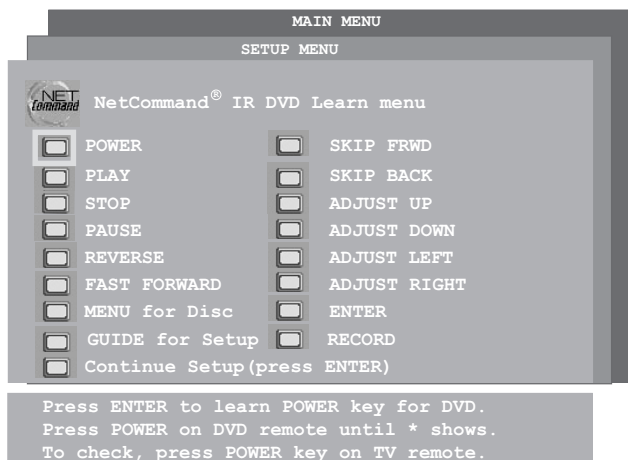 MAIN MENU
SETUP MENU
NET
Command
NetCommand® IR DVD Learn menu
POWER
PLAY
STOP
PAUSE
REVERSE
FAST FORWARD
MENU for Disc
GUIDE for Setup
Continue Setup(press ENTER)
SKIP FRWD
SKIP BACK
ADJUST UP
ADJUST DOWN
ADJUST LEFT
ADJUST RIGHT
ENTER
RECORD
Press ENTER to learn POWER key for DVD.
Press POWER on DVD remote until * shows.
To check, press POWER key on TV remote.